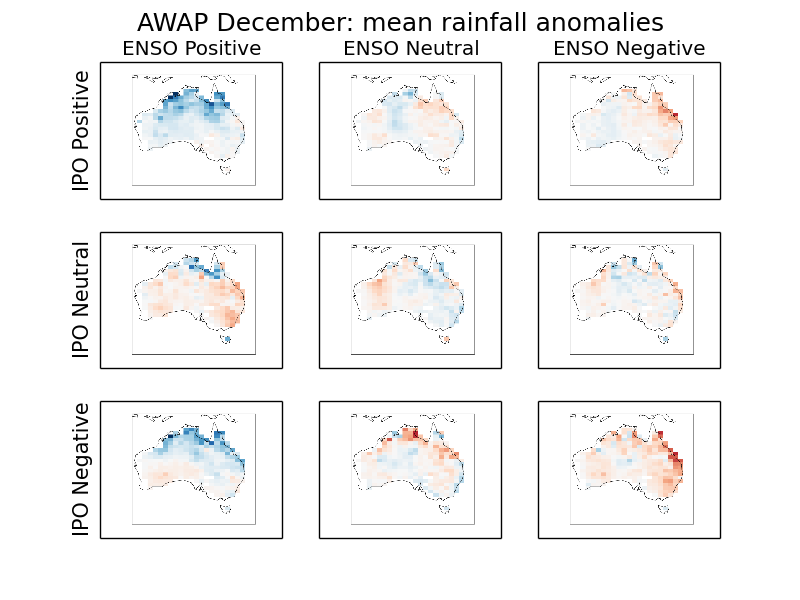 AWAP December: mean rainfall anomalies
ENSO Positive
ENSO Neutral
ENSO Negative
IPO Positive
IPO Neutral
IPO Negative